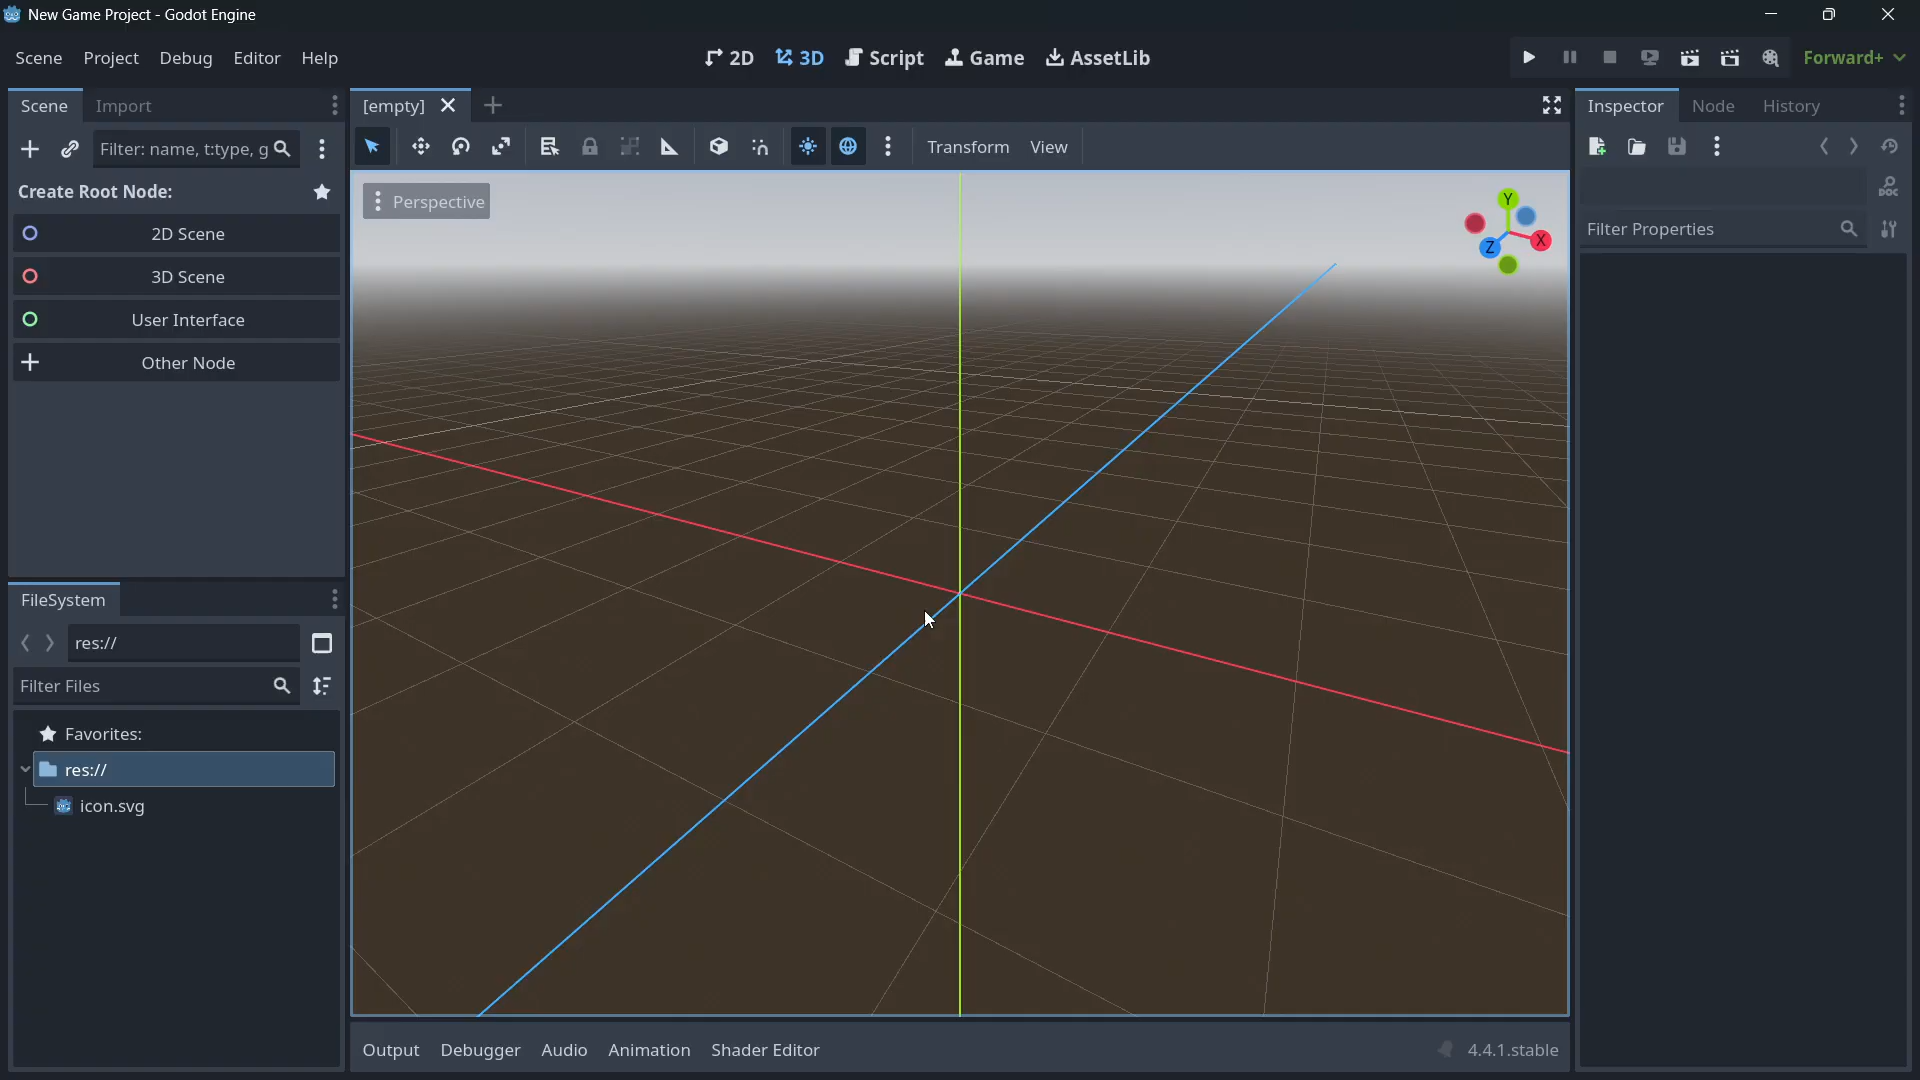 New Game Project - Godot Engine
Scene Project Debug Editor Help
2D 3D Script Game AssetLib
Forward+
Scene Import
Filter: name, t:type, g
Create Root Node:
2D Scene
3D Scene
User Interface
Other Node
FileSystem
res://
Filter Files
Favorites:
res://
icon.svg
[empty]
Transform View
Perspective
Y
X
Z
Output Debugger Audio Animation Shader Editor
4.4.1.stable
Inspector Node History
DOC
Filter Properties